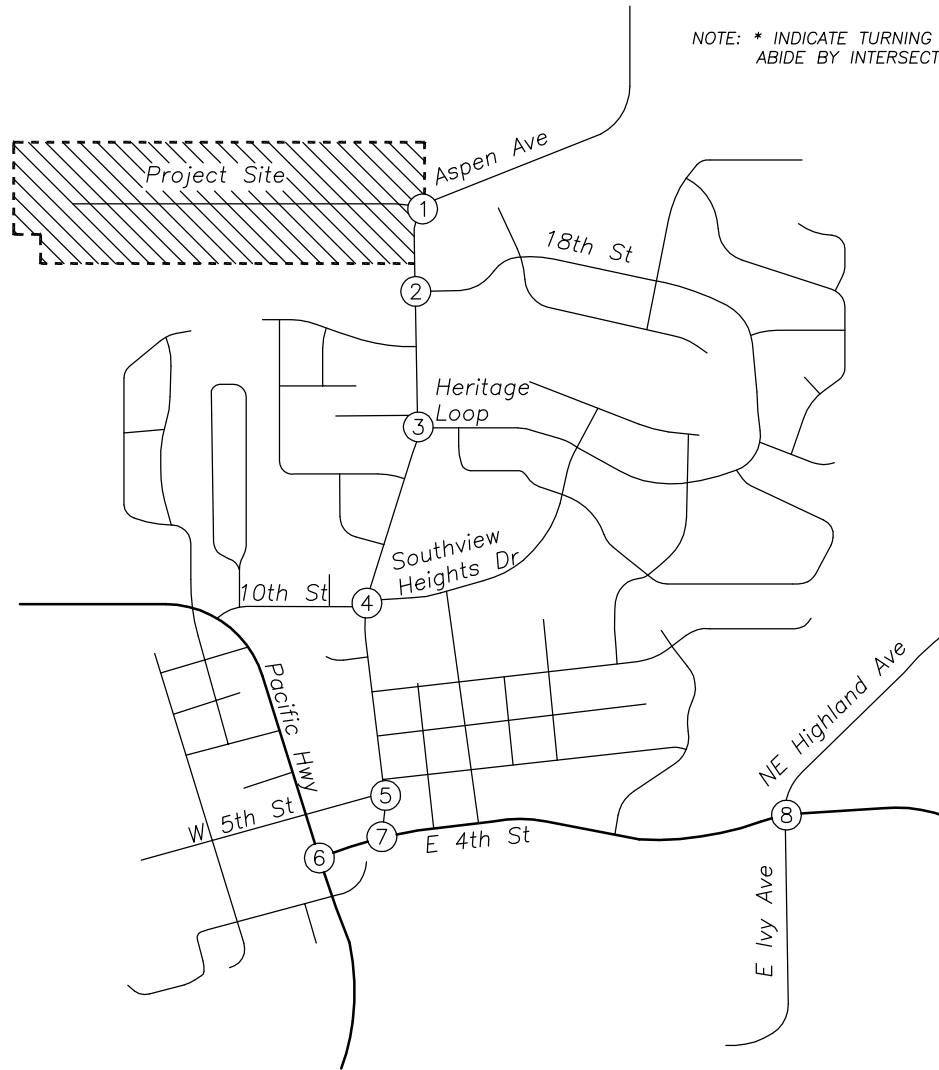 NOTE: * INDICATE TURNING
ABIDE BY INTERSECT
Aspen Ave
Project Site
1
18th St
2
Heritage
Loop
3
Southview
Heights Dr
10th St
4
Pacific Hwy
NE Highland Ave
5
W 5th St
7
E 4th St
8
6
E Ivy Ave